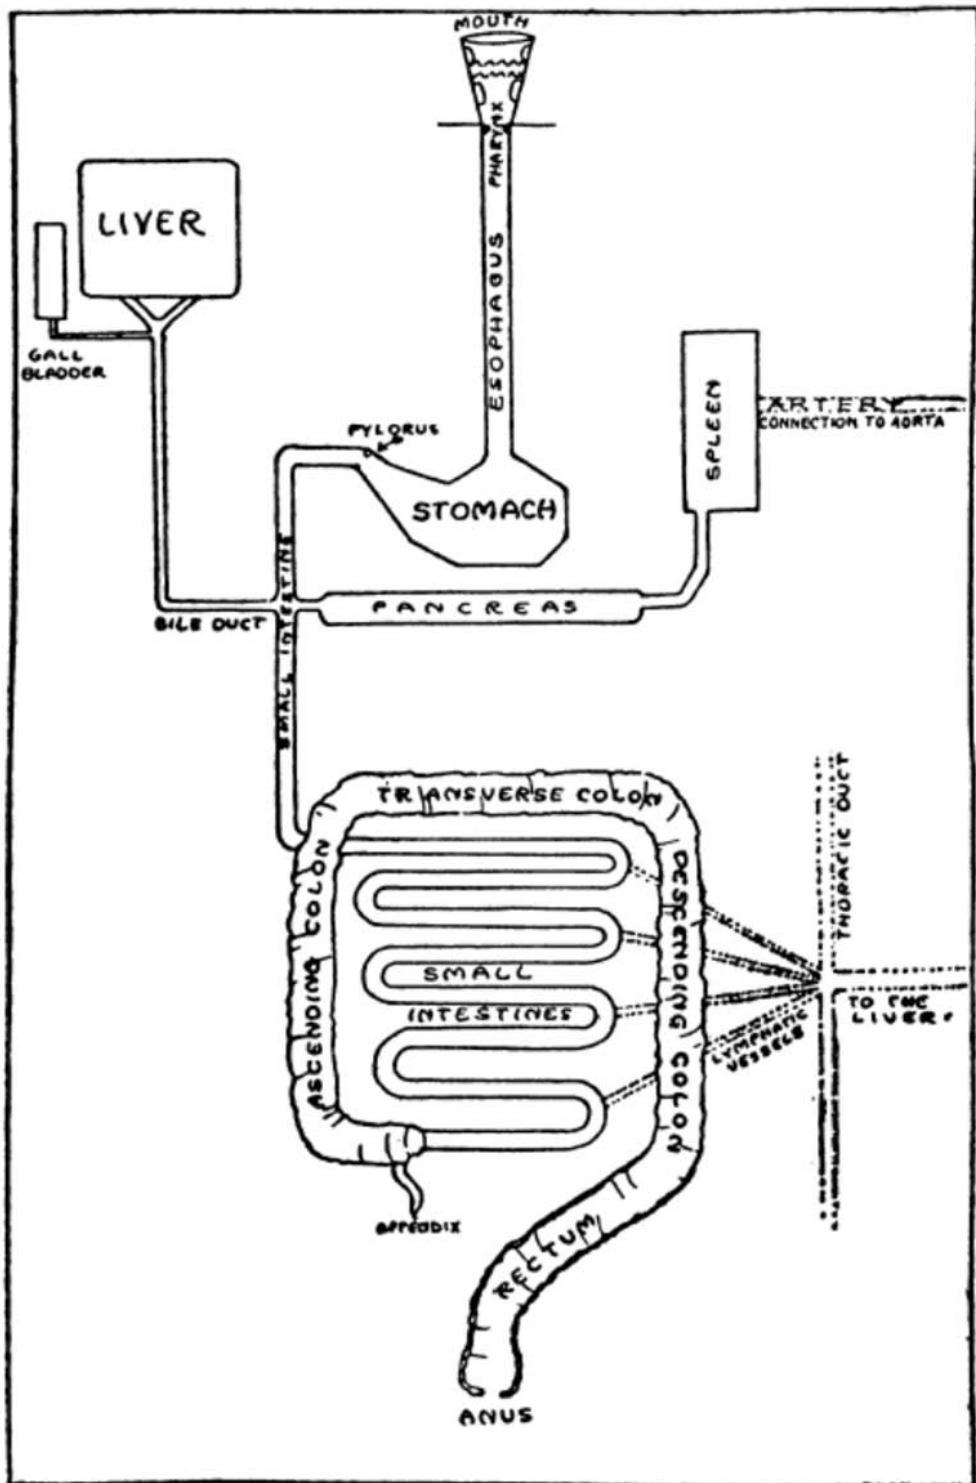 MOUTH
PHARYNX
LIVER
ESOPHAGUS
GALL
BLADDER
SPLEEN
ARTERY
CONNECTION TO AORTA
PYLORUS
STOMACH
SMALL INTESTINE
PANCREAS
BILE DUCT
TRANSVERSE COLON
THORACIC DUCT
ASCENDING COLON
DESCENDING COLON
SMALL
INTESTINES
TO THE
LIVER
LYMPHATIC
VESSELS
APPENDIX
RECTUM
ANUS